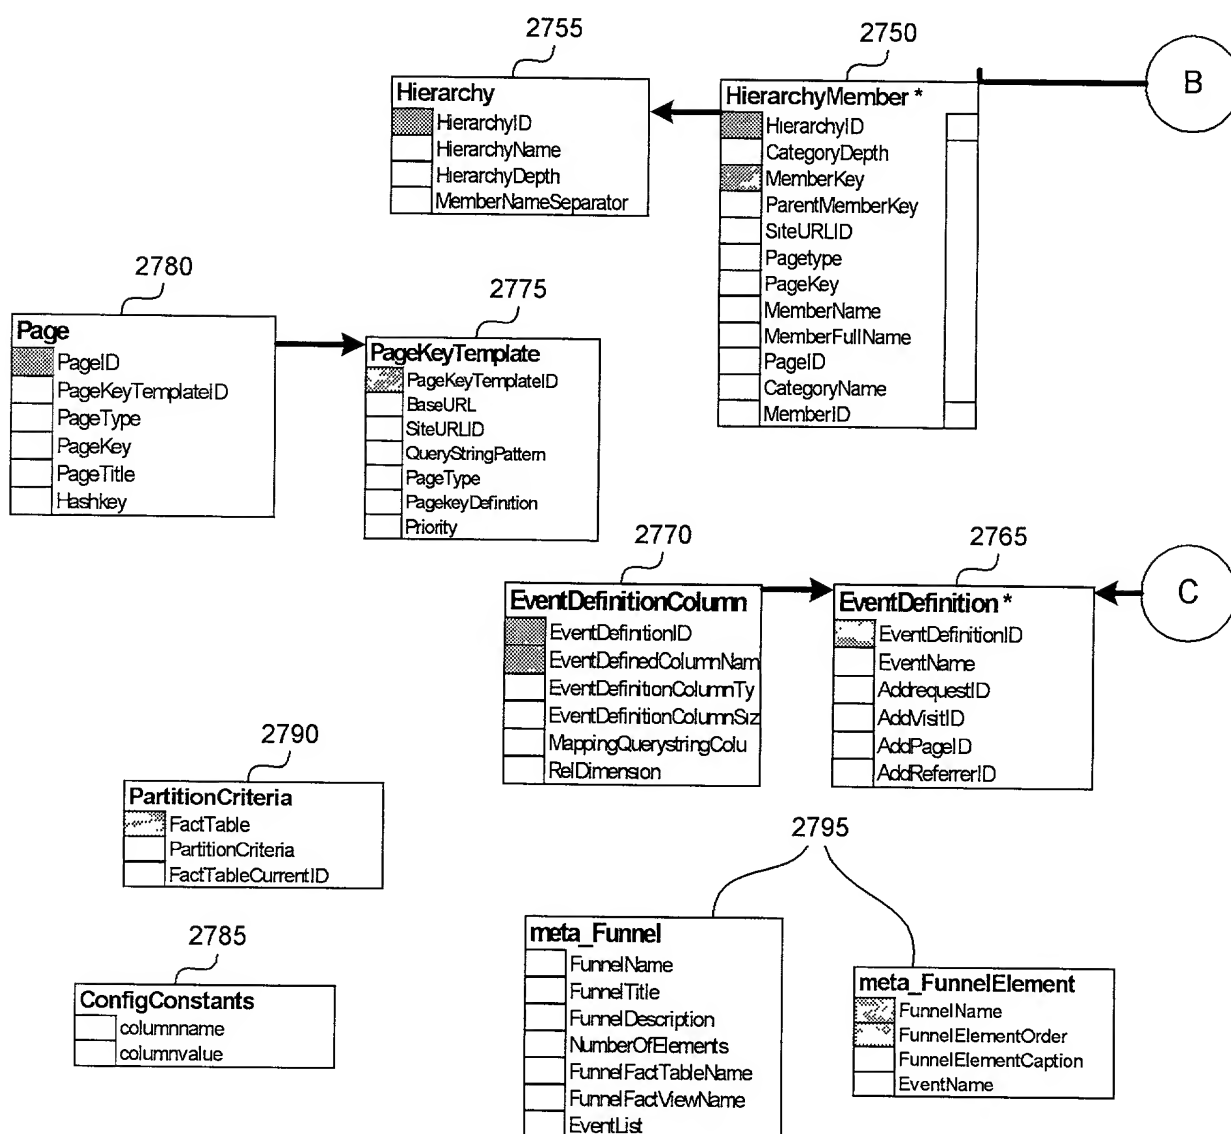 2755
2750
B
Hierarchy
HierarchyID
HierarchyName
HierarchyDepth
MemberNameSeparator
HierarchyMember *
HierarchyID
CategoryDepth
MemberKey
ParentMemberKey
SiteURLID
Pagetype
PageKey
MemberName
MemberFullName
PageID
CategoryName
MemberID
2780
2775
Page
PageID
PageKeyTemplateID
PageType
PageKey
PageTitle
Hashkey
PageKeyTemplate
PageKeyTemplateID
BaseURL
SiteURLID
QueryStringPattern
PageType
PagekeyDefinition
Priority
2770
2765
C
EventDefinitionColumn
EventDefinitionID
EventDefinedColumnNam
EventDefinitionColumnTy
EventDefinitionColumnSiz
MappingQuerystringColu
RelDimension
EventDefinition *
EventDefinitionID
EventName
AddrequestID
AddVisitID
AddPageID
AddReferrerID
2790
PartitionCriteria
FactTable
PartitionCriteria
FactTableCurrentID
2795
2785
ConfigConstants
columnname
columnvalue
meta_Funnel
FunnelName
FunnelTitle
FunnelDescription
NumberOfElements
FunnelFactTableName
FunnelFactViewName
EventList
meta_FunnelElement
FunnelName
FunnelElementOrder
FunnelElementCaption
EventName